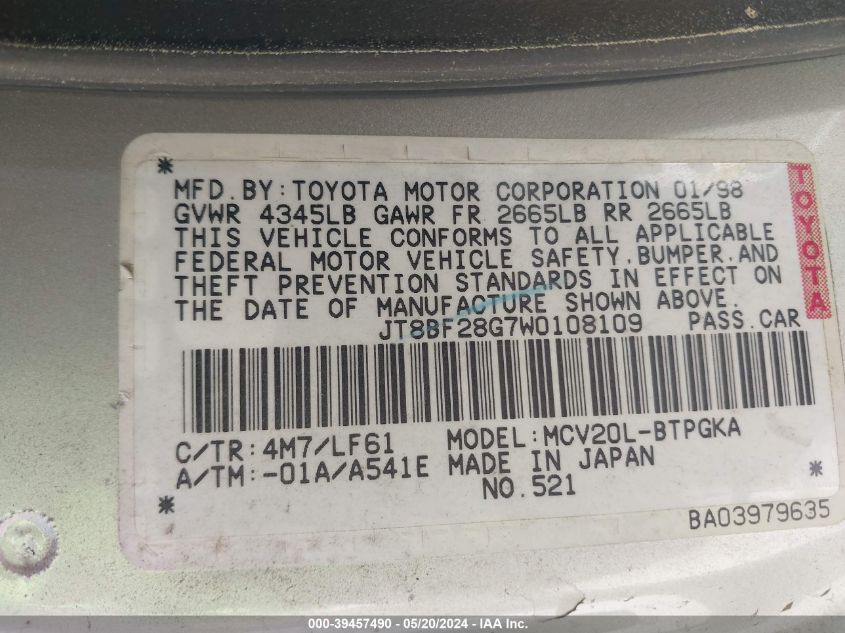 MFD.BY:TOYOTA MOTOR CORPORATION 01/98
GVWR 4345LB GAWR FR 2665LB RR 2665LB
THIS VEHICLE CONFORMS TO ALL APPLICABLE
FEDERAL MOTOR VEHICLE SAFETY,BUMPER,AND
THEFT PREVENTION STANDARDS IN EFFECT ON
THE DATE OF MANUFACTURE SHOWN ABOVE.
JT8BF28G7W0108109 PASS.CAR
TOYOTA
C/TR:4M7/LF61 MODEL:MCV20L-BTPGKA
A/TM:-01A/A541E MADE IN JAPAN
NO.521
BA03979635
000-39457490 - 05/20/2024 - IAA Inc.